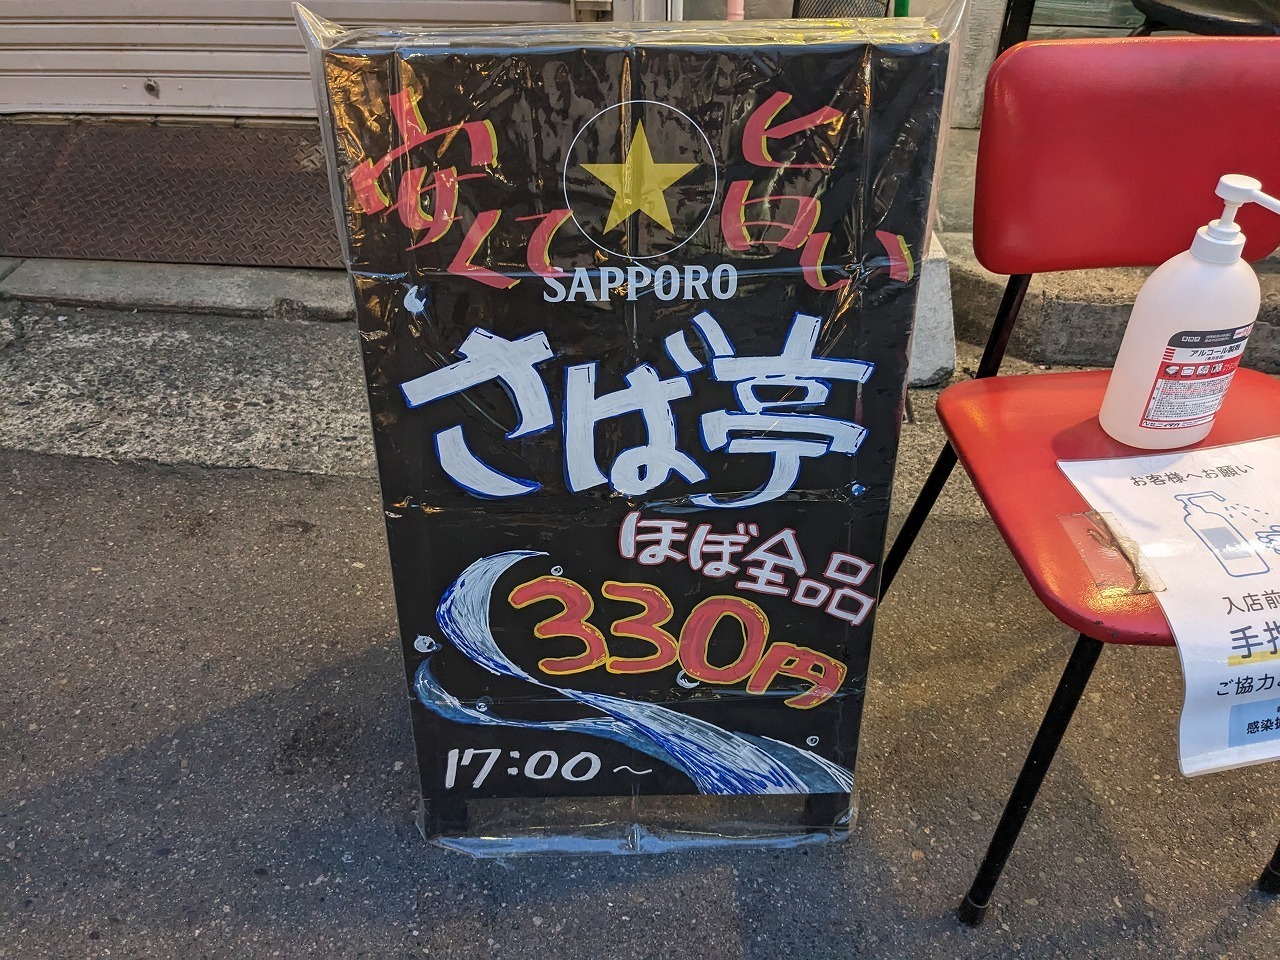 安くて
旨い
SAPPORO
さば亭
ほぼ全品
330円
17:00～
アルコール製剤
お客様へお願い
入店前
手指
ご協力
感染